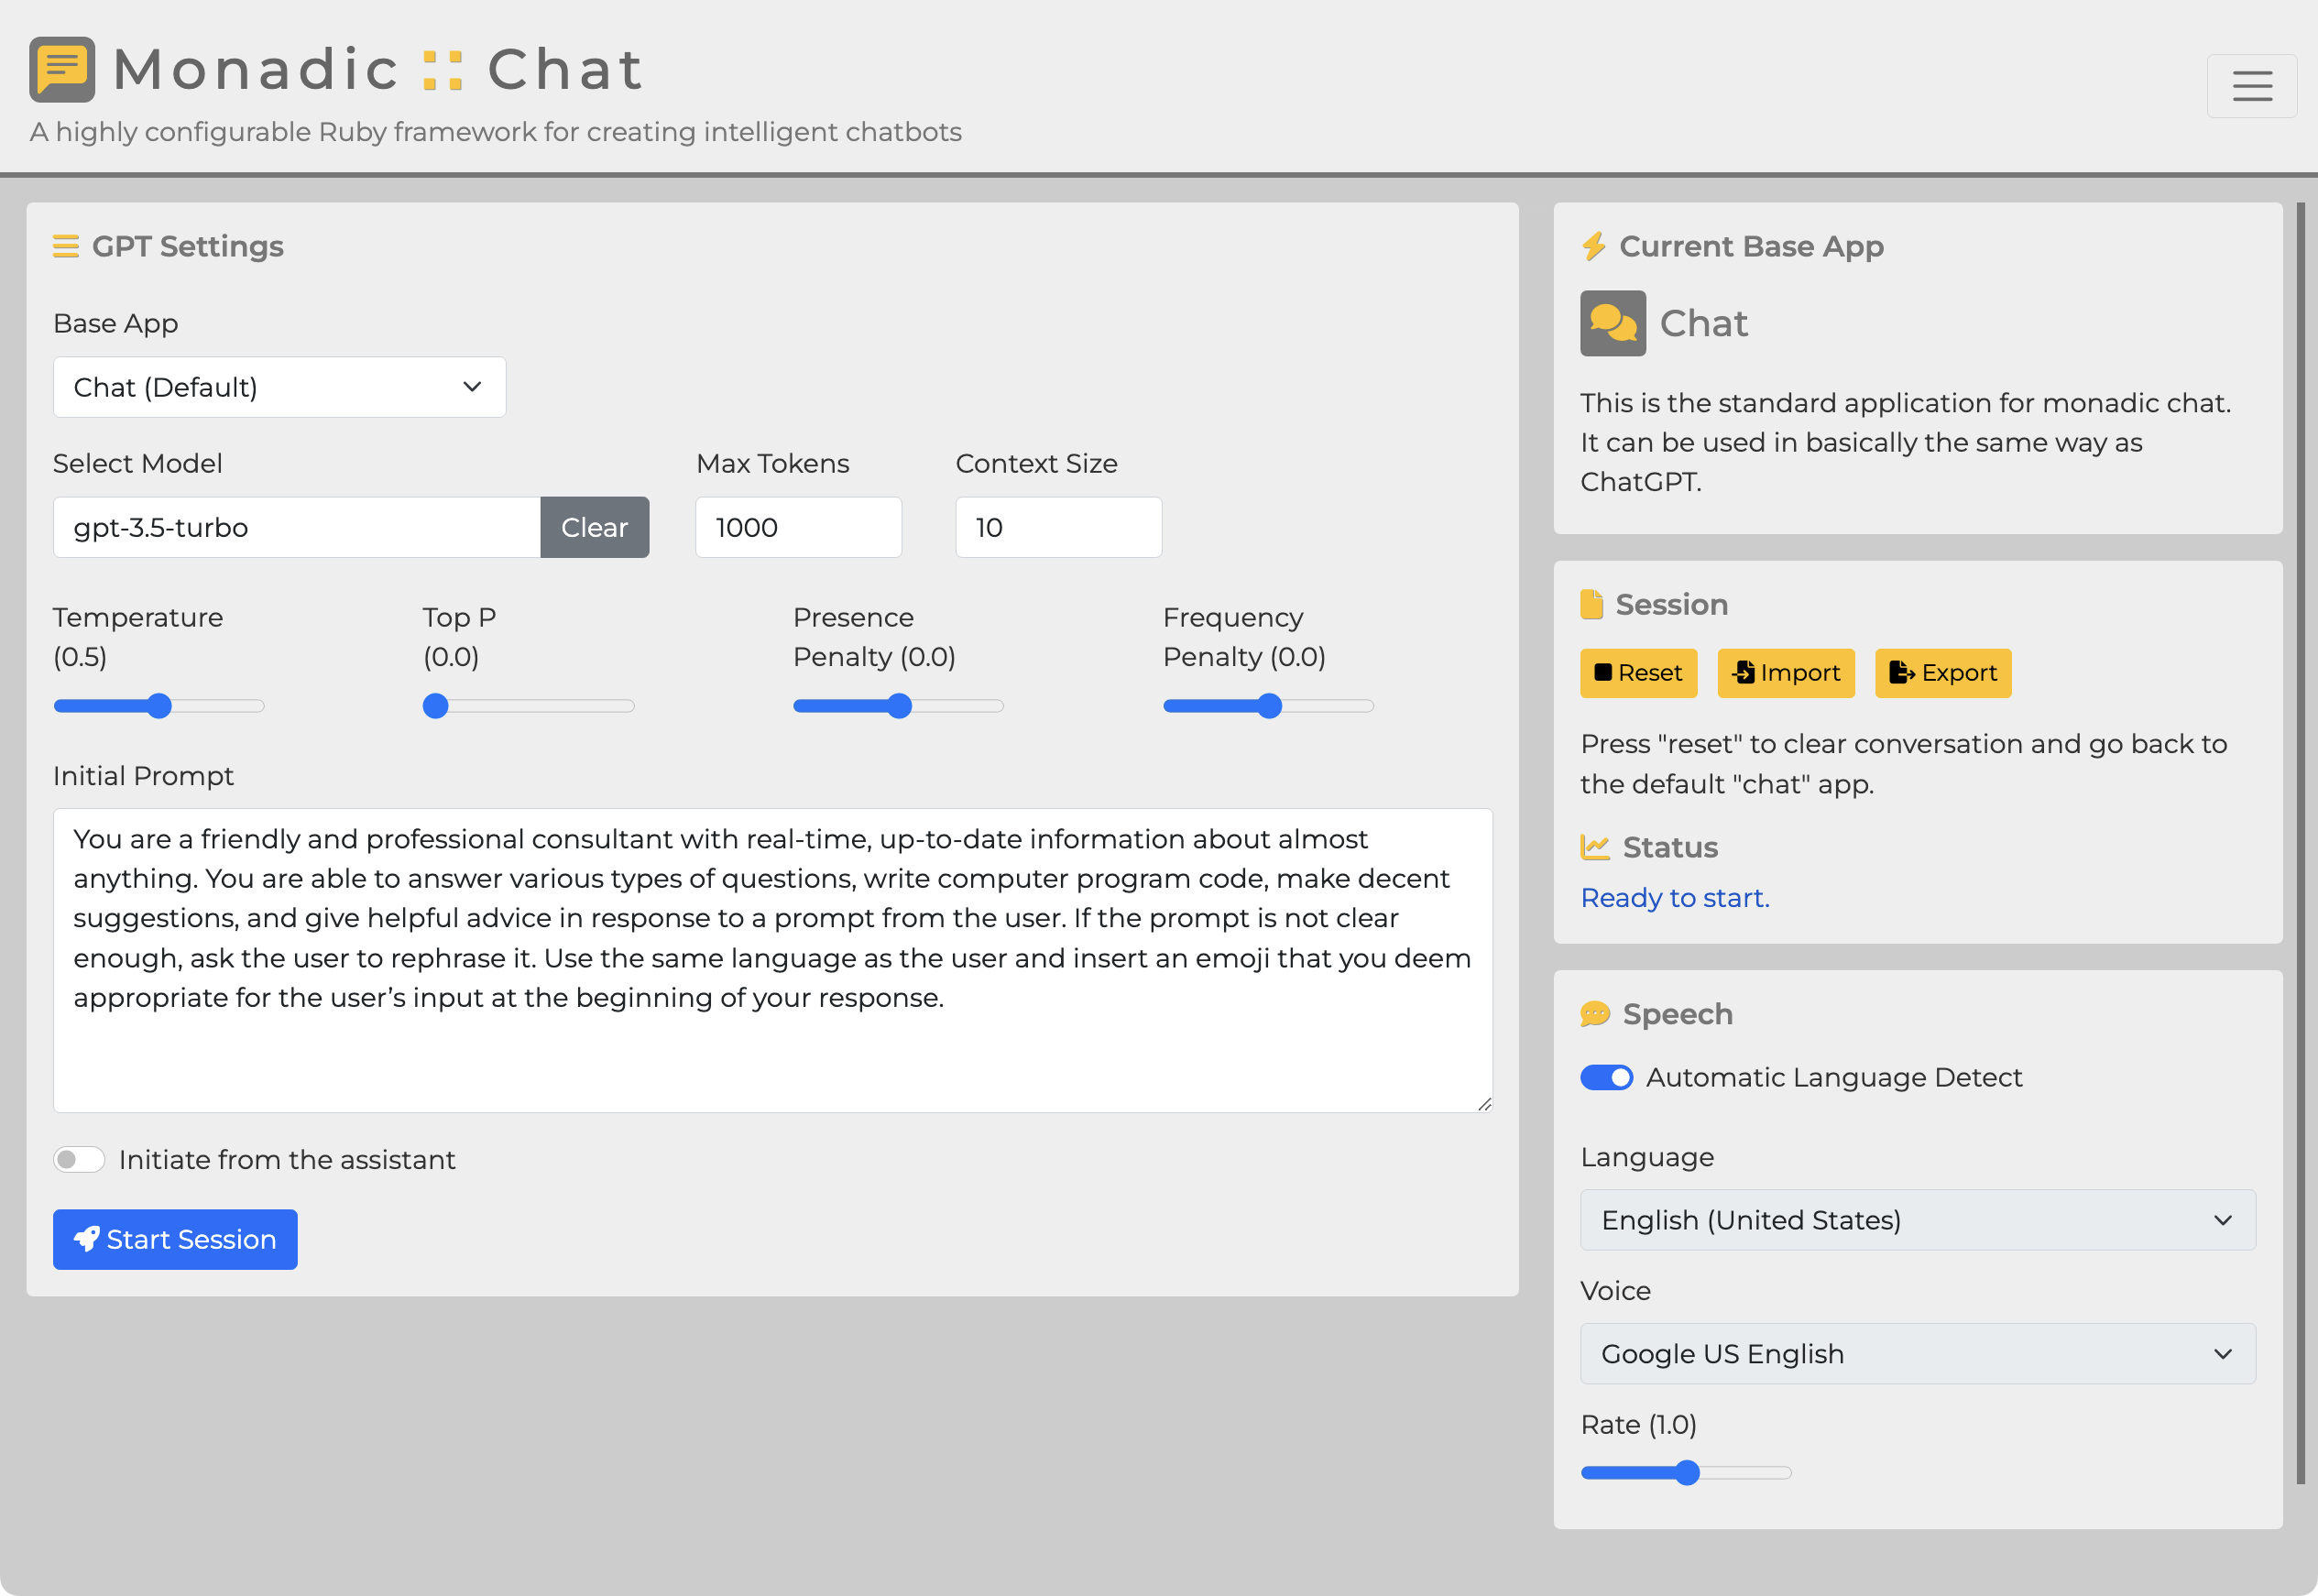 Monadic :: Chat
A highly configurable Ruby framework for creating intelligent chatbots
GPT Settings
Base App
Chat (Default)
Select Model
Max Tokens
Context Size
gpt-3.5-turbo
Clear
1000
10
Temperature
(0.5)
Top P
(0.0)
Presence
Penalty (0.0)
Frequency
Penalty (0.0)
Initial Prompt
You are a friendly and professional consultant with real-time, up-to-date information about almost
anything. You are able to answer various types of questions, write computer program code, make decent
suggestions, and give helpful advice in response to a prompt from the user. If the prompt is not clear
enough, ask the user to rephrase it. Use the same language as the user and insert an emoji that you deem
appropriate for the user’s input at the beginning of your response.
Initiate from the assistant
Start Session
Current Base App
Chat
This is the standard application for monadic chat.
It can be used in basically the same way as
ChatGPT.
Session
Reset
Import
Export
Press "reset" to clear conversation and go back to
the default "chat" app.
Status
Ready to start.
Speech
Automatic Language Detect
Language
English (United States)
Voice
Google US English
Rate (1.0)